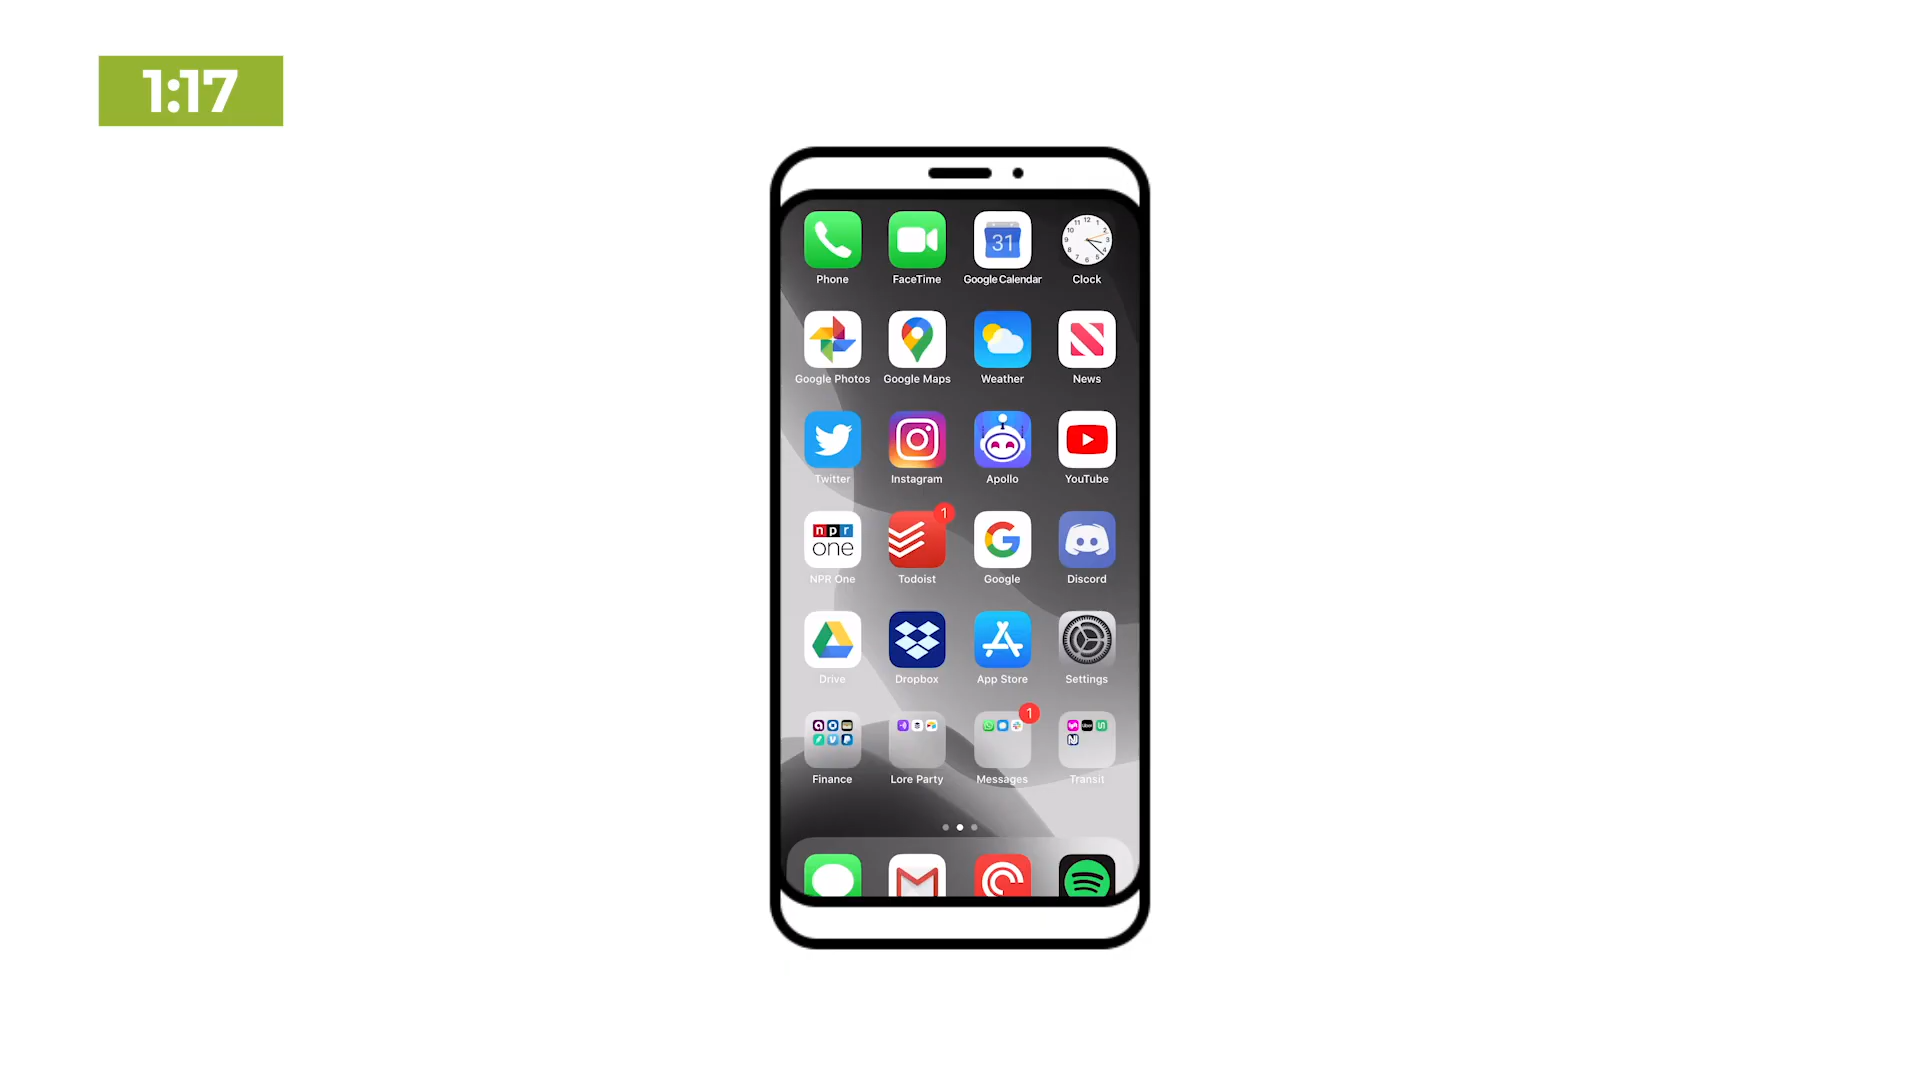 1:17
Phone FaceTime Google Calendar Clock
31
Google Photos Google Maps Weather News
Twitter Instagram Apollo YouTube
npr
one
1
NPR One Todoist Google Discord
Drive Dropbox App Store Settings
1
Finance Lore Party Messages Transit